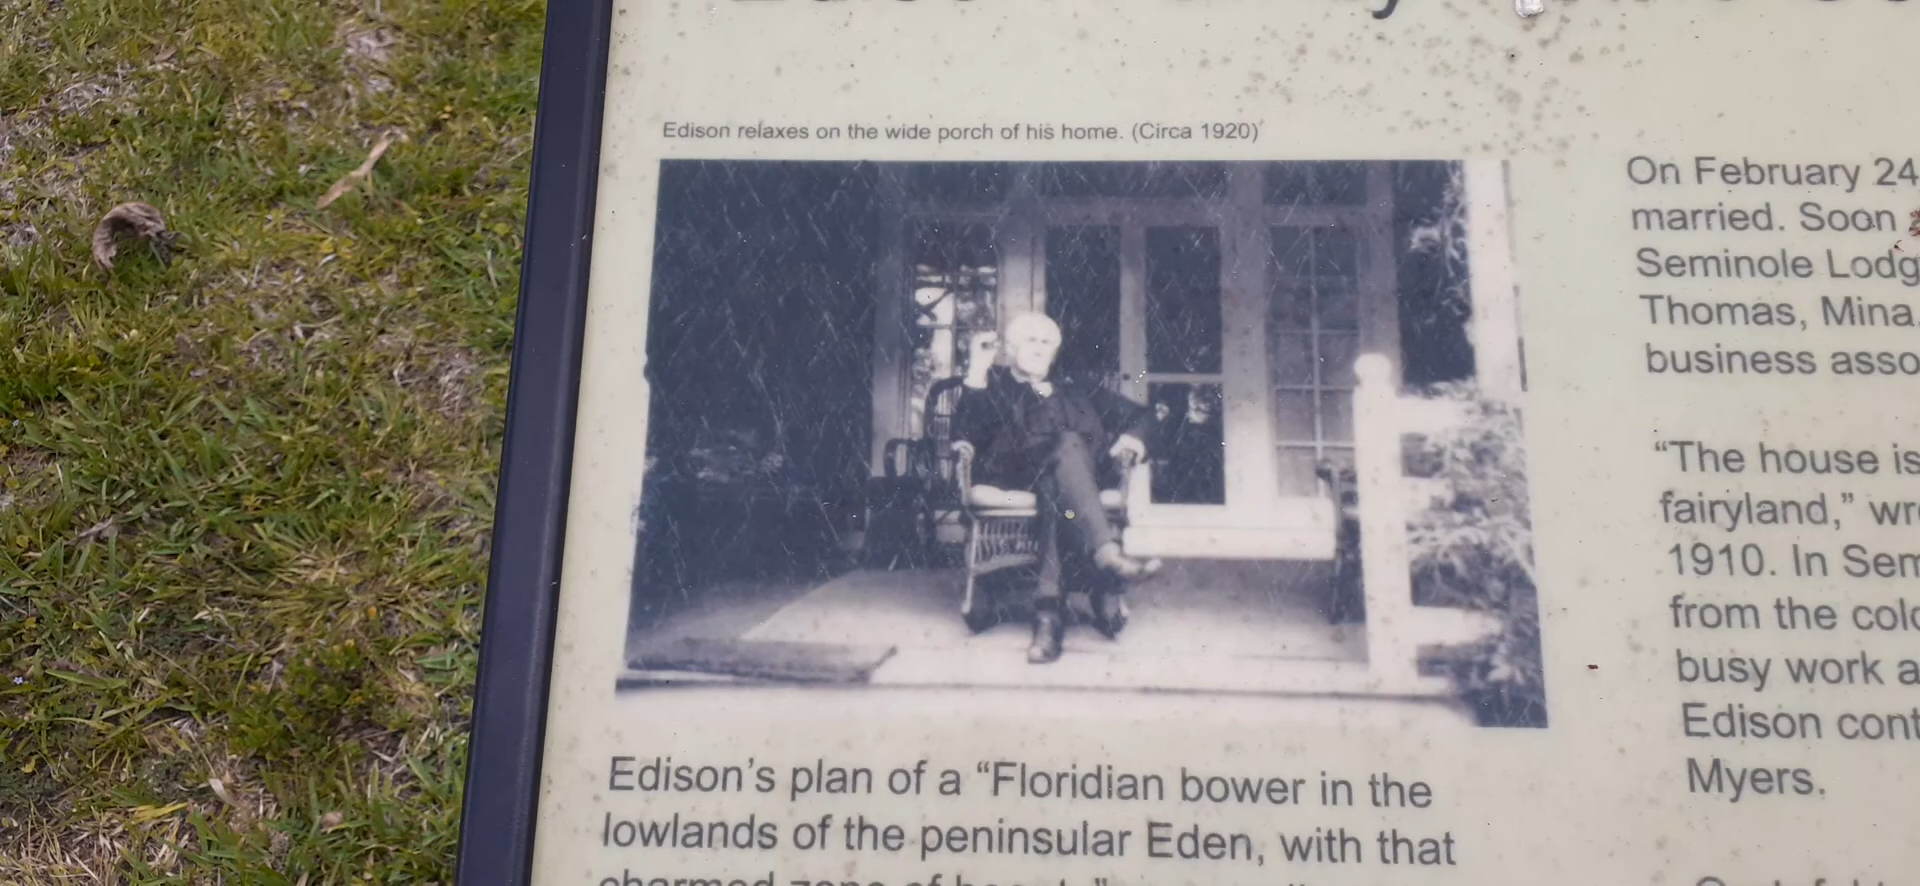 Edison relaxes on the wide porch of his home. (Circa 1920)
Edison’s plan of a “Floridian bower in the
lowlands of the peninsular Eden, with that
On February 24
married. Soon
Seminole Lodg
Thomas, Mina
business asso
“The house is
fairyland,” wr
1910. In Sem
from the col
busy work a
Edison cont
Myers.